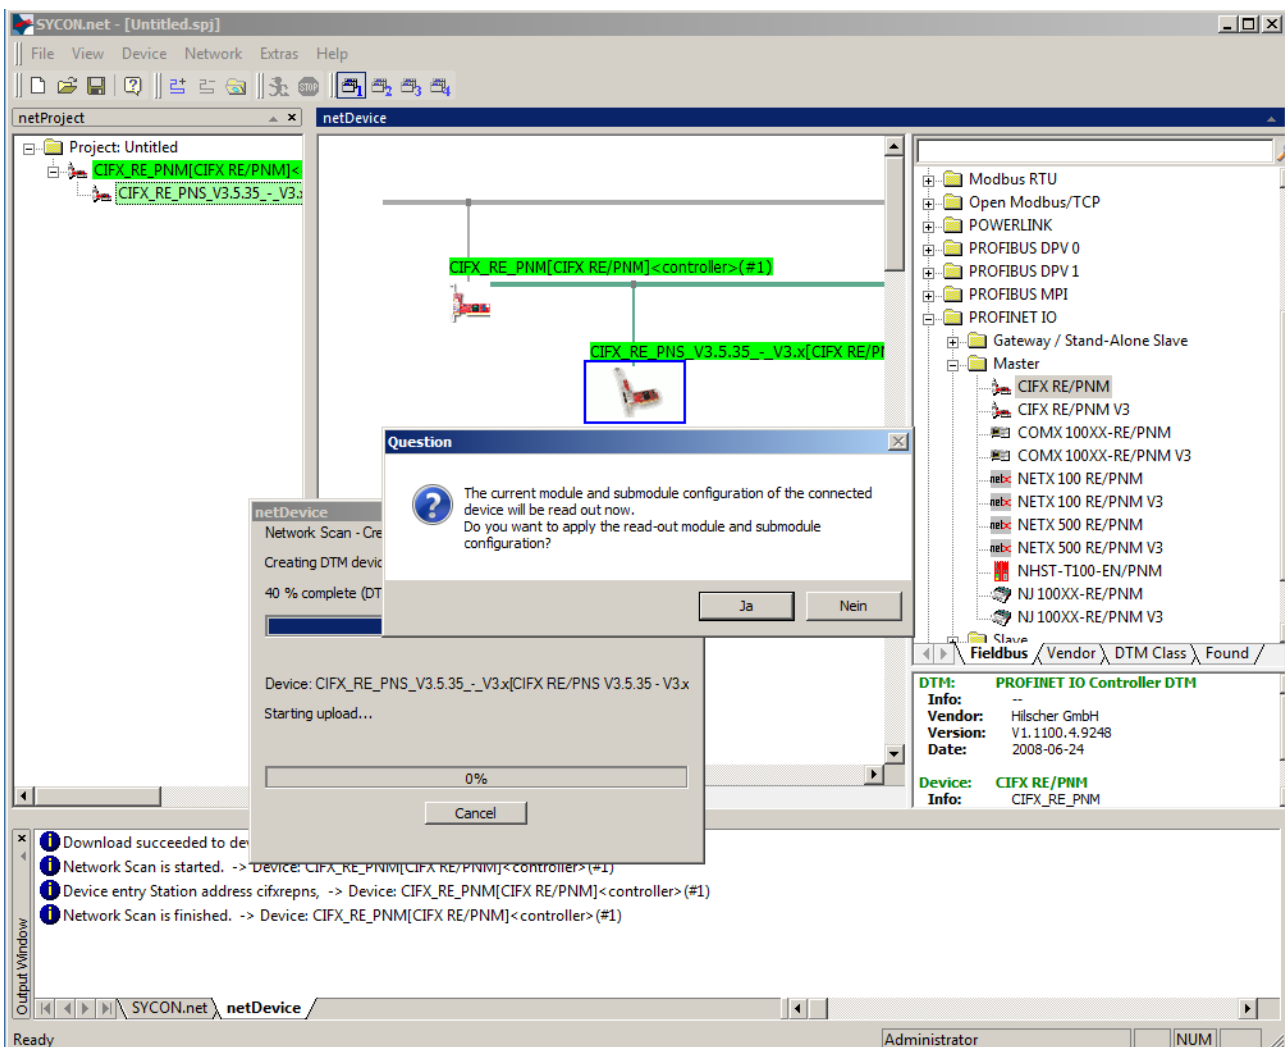 SYCON.net - [Untitled.spj]
File View Device Network Extras Help
netProject
netDevice
Project: Untitled
CIFX_RE_PNM[CIFX RE/PNM]<
CIFX_RE_PNS_V3.5.35_-_V3.x
CIFX_RE_PNM[CIFX RE/PNM]<controller>(#1)
CIFX_RE_PNS_V3.5.35_-_V3.x[CIFX RE/PN
Modbus RTU
Open Modbus/TCP
POWERLINK
PROFIBUS DPV0
PROFIBUS DPV1
PROFIBUS MPI
PROFINET IO
Gateway / Stand-Alone Slave
Master
CIFX RE/PNM
CIFX RE/PNM V3
COMX 100XX-RE/PNM
COMX 100XX-RE/PNM V3
NETX 100 RE/PNM
NETX 100 RE/PNM V3
NETX 500 RE/PNM
NETX 500 RE/PNM V3
NHST-T100-EN/PNM
NJ 100XX-RE/PNM
NJ 100XX-RE/PNM V3
Slave
Fieldbus Vendor DTM Class Found
DTM: PROFINET IO Controller DTM
Info: --
Vendor: Hilscher GmbH
Version: V1.1100.4.9248
Date: 2008-06-24
Device: CIFX RE/PNM
Info: CIFX_RE_PNM
Question
The current module and submodule configuration of the connected
device will be read out now.
Do you want to apply the read-out module and submodule
configuration?
Ja Nein
netDevice
Network Scan - Cre
Creating DTM devic
40 % complete (DT
Device: CIFX_RE_PNS_V3.5.35_-_V3.x[CIFX RE/PNS V3.5.35 - V3.x
Starting upload...
0%
Cancel
Download succeeded to dev
Network Scan is started. -> Device: CIFX_RE_PNM[CIFX RE/PNM]<controller>(#1)
Device entry Station address cifxrepns, -> Device: CIFX_RE_PNM[CIFX RE/PNM]<controller>(#1)
Network Scan is finished. -> Device: CIFX_RE_PNM[CIFX RE/PNM]<controller>(#1)
Output Window
SYCON.net netDevice
Ready
Administrator
NUM